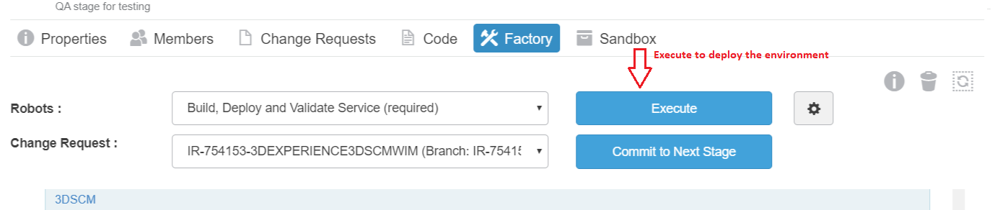 QA stage for testing
Properties Members Change Requests Code Factory Sandbox
Execute to deploy the environment
Robots : Build, Deploy and Validate Service (required) Execute
Change Request : IR-754153-3DEXPERIENCE3DSCMWIM (Branch: IR-7541 Commit to Next Stage
3DSCM